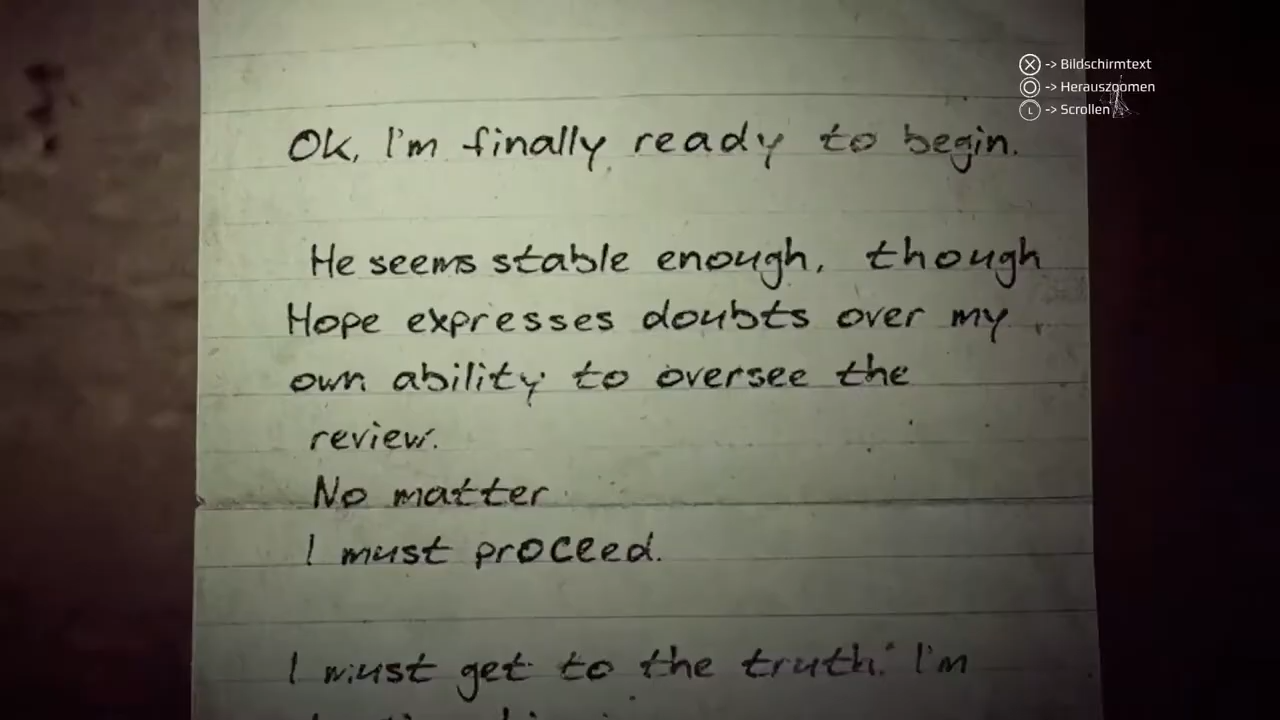 -> Bildschirmtext
-> Herauszoomen
L -> Scrollen
Ok, I'm finally ready to begin.
He seems stable enough, though
Hope expresses doubts over my
own ability to oversee the
review.
No matter
I must proceed.
I must get to the truth. I'm